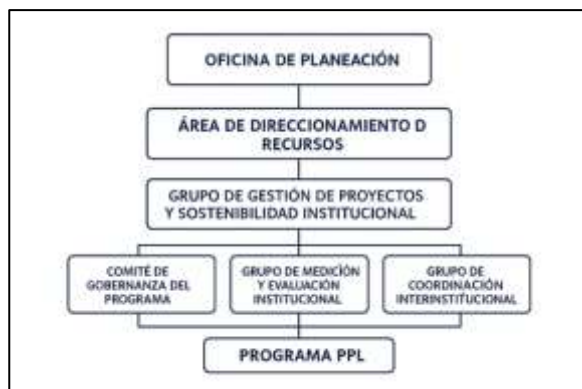 OFICINA DE PLANEACIÓN
ÁREA DE DIRECCIONAMIENTO D
RECURSOS
GRUPO DE GESTIÓN DE PROYECTOS
Y SOSTENIBILIDAD INSTITUCIONAL
COMITÉ DE
GOBERNANZA DEL
PROGRAMA
GRUPO DE MEDICIÓN
Y EVALUACIÓN
INSTITUCIONAL
GRUPO DE
COORDINACIÓN
INTERINSTITUCIONAL
PROGRAMA PPL